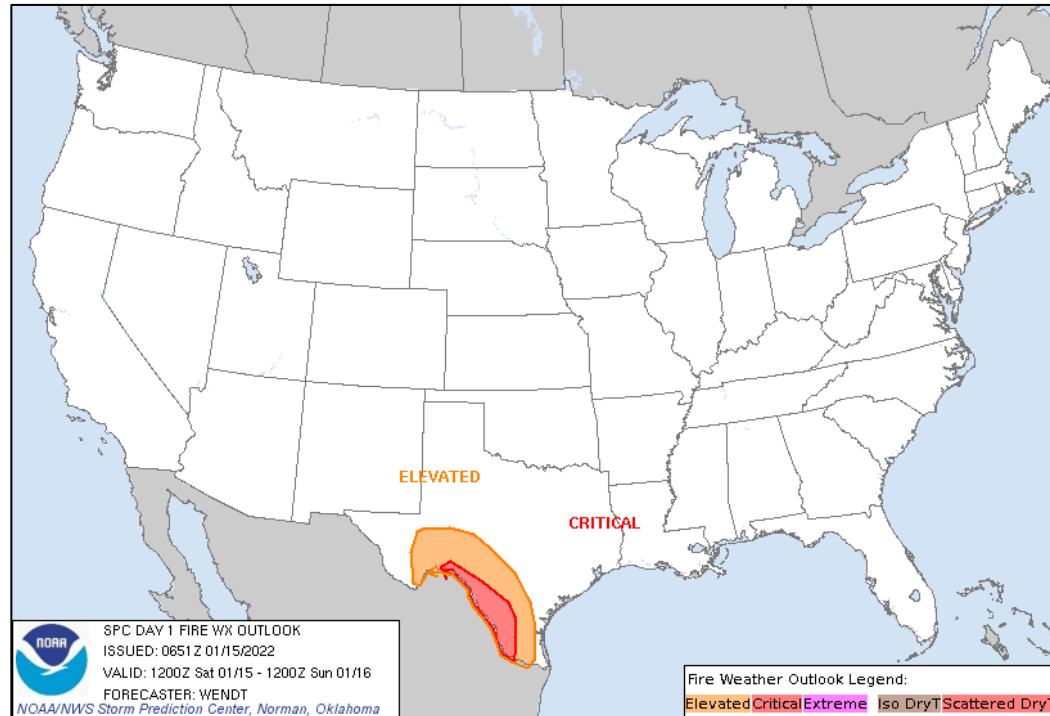 ELEVATED
CRITICAL
NOAA
SPC DAY 1 FIRE WX OUTLOOK
ISSUED: 0651Z 01/15/2022
VALID: 1200Z Sat 01/15 - 1200Z Sun 01/16
FORECASTER: WENDT
NOAA/NWS Storm Prediction Center, Norman, Oklahoma
Fire Weather Outlook Legend:
Elevated Critical Extreme Iso DryT Scattered DryT